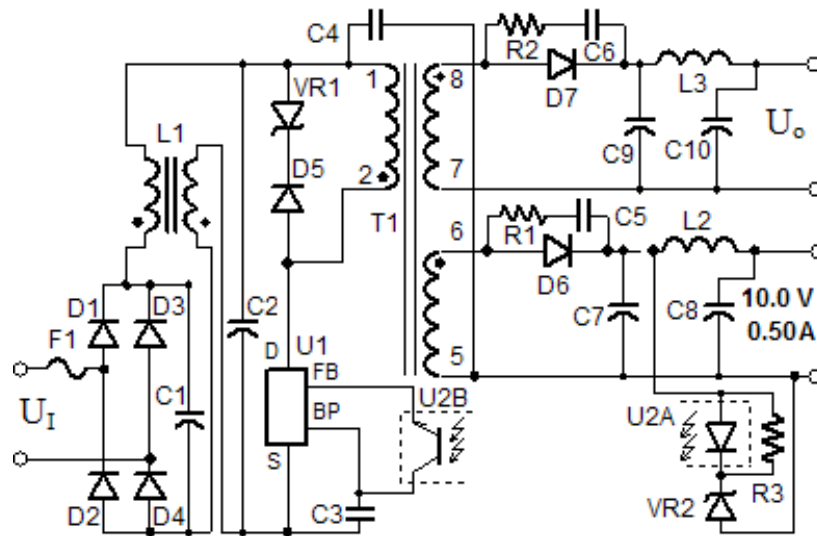 C4
R2
C6
1
8
VR1
D7
L3
Uₒ
L1
C9
C10
D5
2
7
T1
6
R1
C5
L2
D6
D1
D3
C2
C7
C8
10.0 V
0.50A
F1
D
U1
FB
5
U_I
C1
BP
U2B
U2A
S
D2
D4
C3
VR2
R3